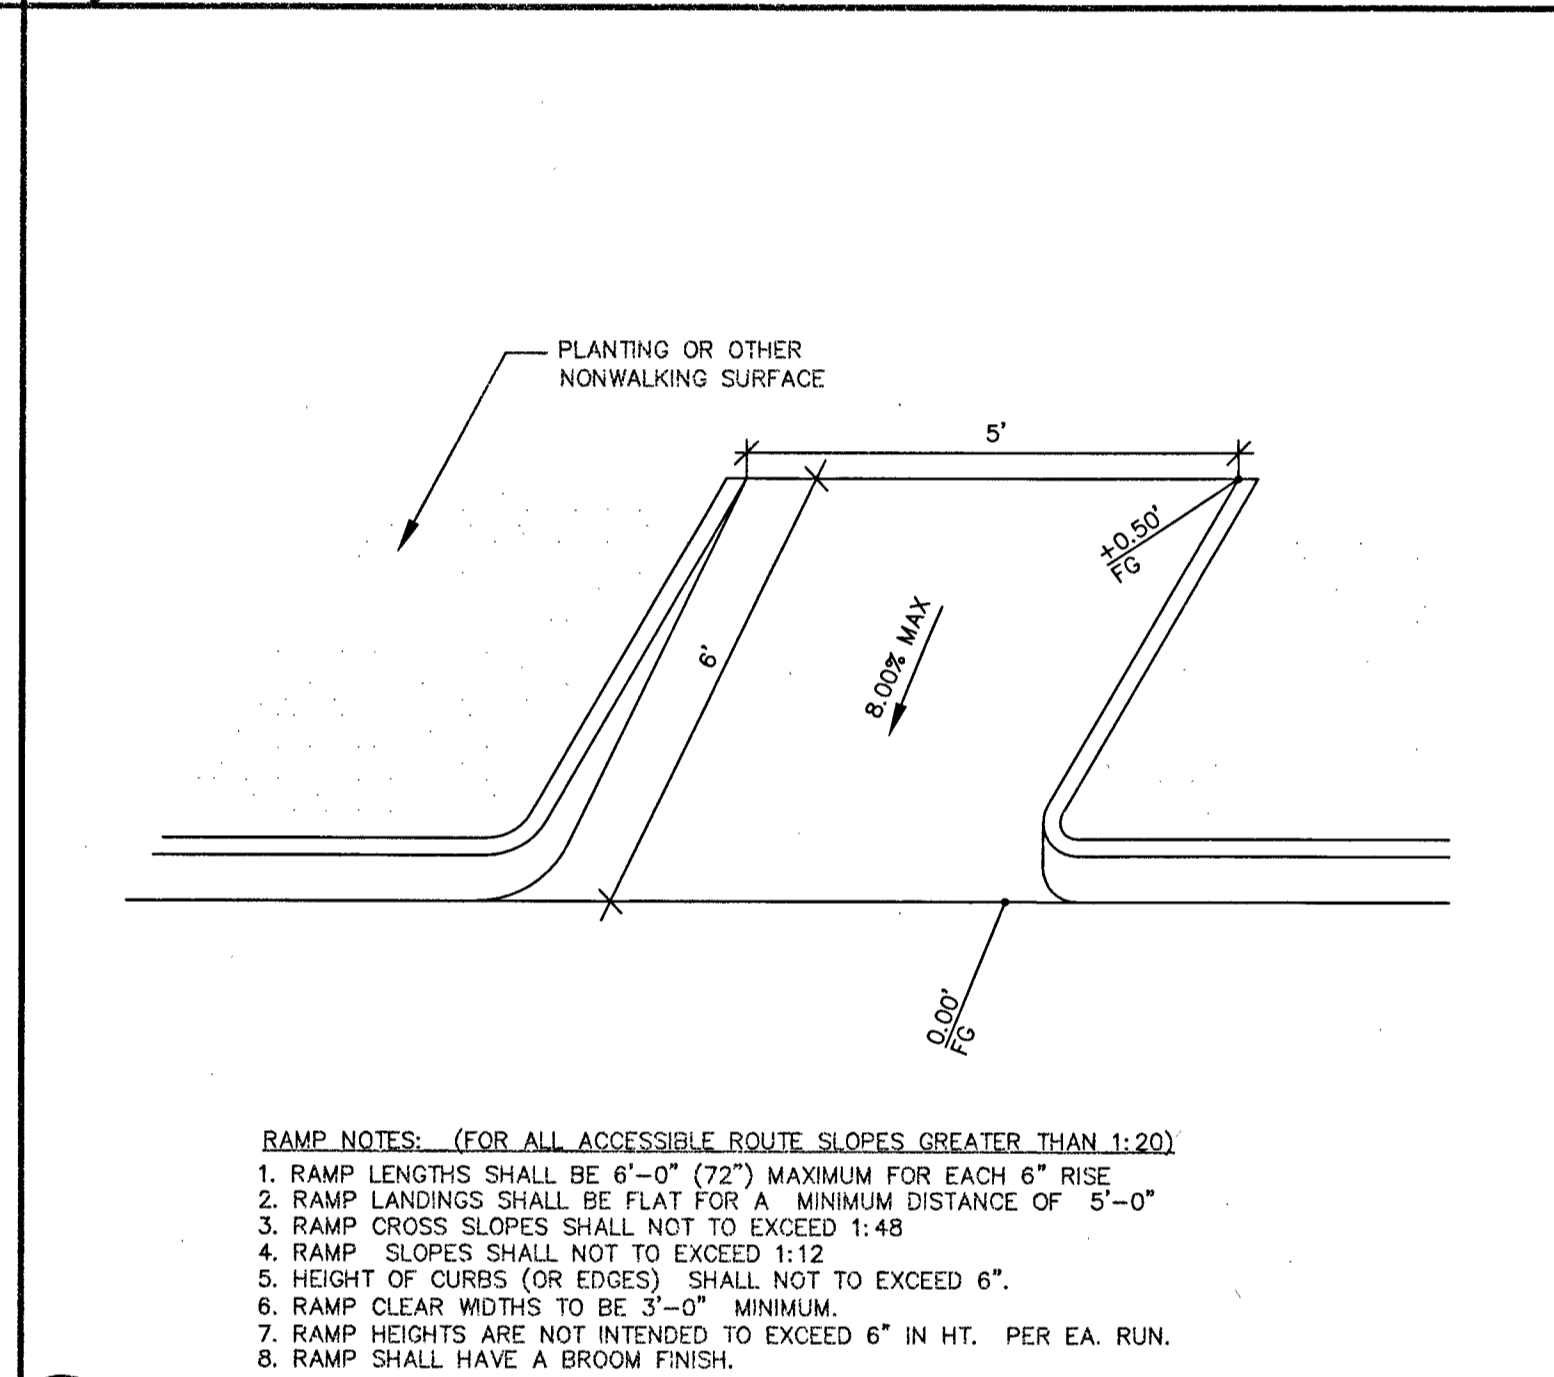 PLANTING OR OTHER
NONWALKING SURFACE
5'
+0.50'
FG
6'
8.00% MAX
0.00'
FG
RAMP NOTES: (FOR ALL ACCESSIBLE ROUTE SLOPES GREATER THAN 1:20)
1. RAMP LENGTHS SHALL BE 6'-0" (72") MAXIMUM FOR EACH 6" RISE
2. RAMP LANDINGS SHALL BE FLAT FOR A MINIMUM DISTANCE OF 5'-0"
3. RAMP CROSS SLOPES SHALL NOT TO EXCEED 1:48
4. RAMP SLOPES SHALL NOT TO EXCEED 1:12
5. HEIGHT OF CURBS (OR EDGES) SHALL NOT TO EXCEED 6".
6. RAMP CLEAR WIDTHS TO BE 3'-0" MINIMUM.
7. RAMP HEIGHTS ARE NOT INTENDED TO EXCEED 6" IN HT. PER EA. RUN.
8. RAMP SHALL HAVE A BROOM FINISH.